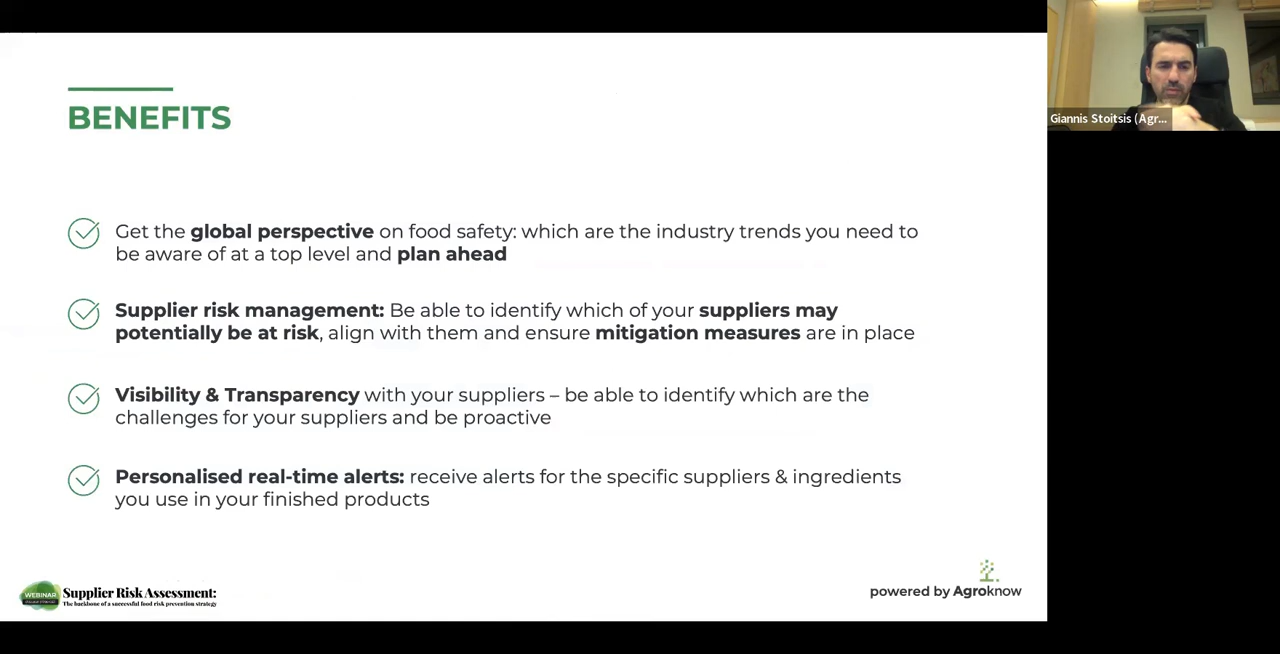 BENEFITS
Get the global perspective on food safety: which are the industry trends you need to
be aware of at a top level and plan ahead
Supplier risk management: Be able to identify which of your suppliers may
potentially be at risk, align with them and ensure mitigation measures are in place
Visibility & Transparency with your suppliers – be able to identify which are the
challenges for your suppliers and be proactive
Personalised real-time alerts: receive alerts for the specific suppliers & ingredients
you use in your finished products
WEBINAR
Supplier Risk Assessment:
The backbone of a successful food risk prevention strategy
powered by Agroknow
Giannis Stoitsis (Agr...